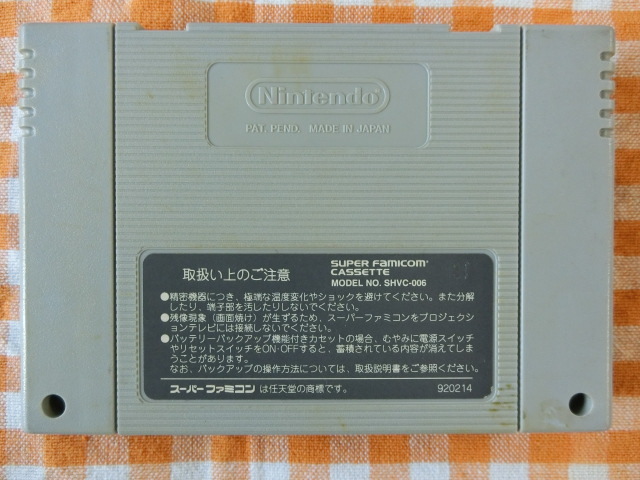 Nintendo
PAT. PEND. MADE IN JAPAN
取扱い上のご注意
SUPER FAMICOM
CASSETTE
MODEL NO. SHVC-006
●精密機器につき、極端な温度変化やショックを避けてください。また分解
したり、端子部を汚したりしないでください。
●残像現象(画面焼け)が生ずるため、スーパーファミコンをプロジェクシ
ョンテレビには接続しないでください。
●バッテリーバックアップ機能付きカセットの場合、むやみに電源スイッチ
やリセットスイッチをON・OFFすると、蓄積されている内容が消えてしま
うことがあります。
なお、バックアップの操作方法については、取扱説明書をご参照ください。
スーパーファミコン は任天堂の商標です。
920214